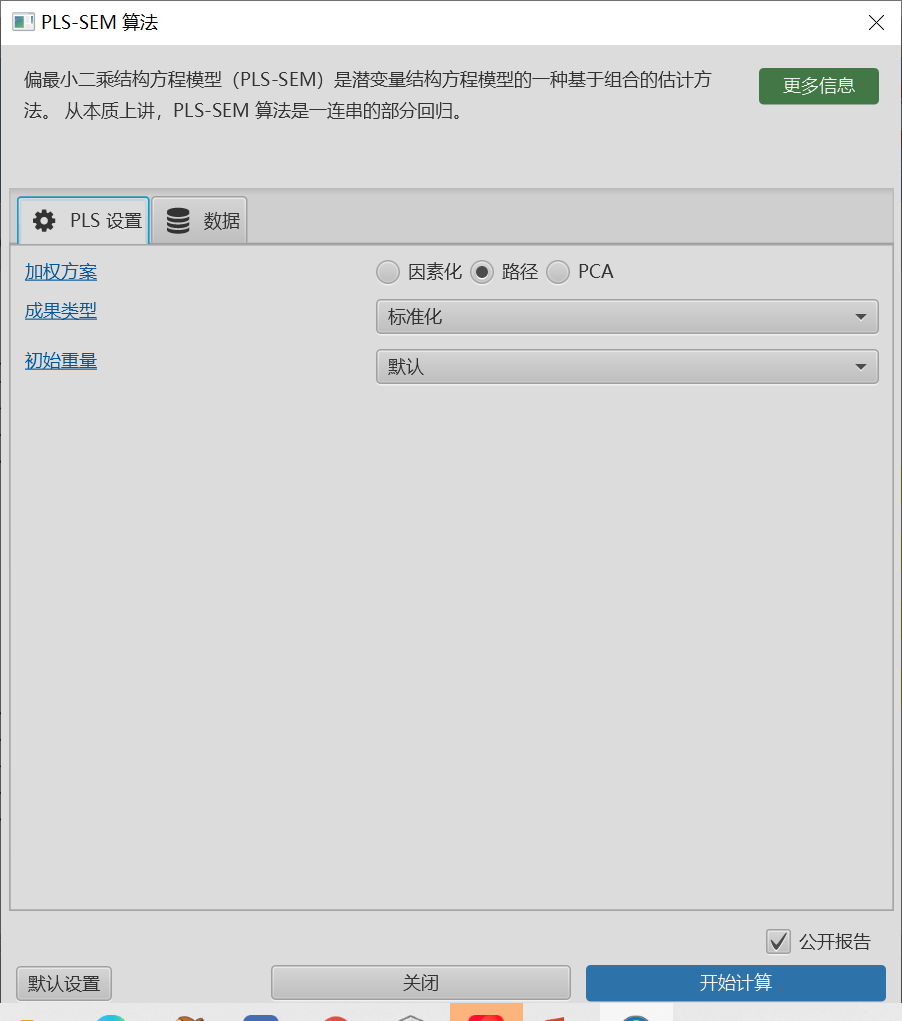 PLS-SEM 算法
偏最小二乘结构方程模型（PLS-SEM）是潜变量结构方程模型的一种基于组合的估计方
法。 从本质上讲，PLS-SEM 算法是一连串的部分回归。
更多信息
PLS 设置
数据
加权方案
因素化
路径
PCA
成果类型
标准化
初始重量
默认
公开报告
默认设置
关闭
开始计算